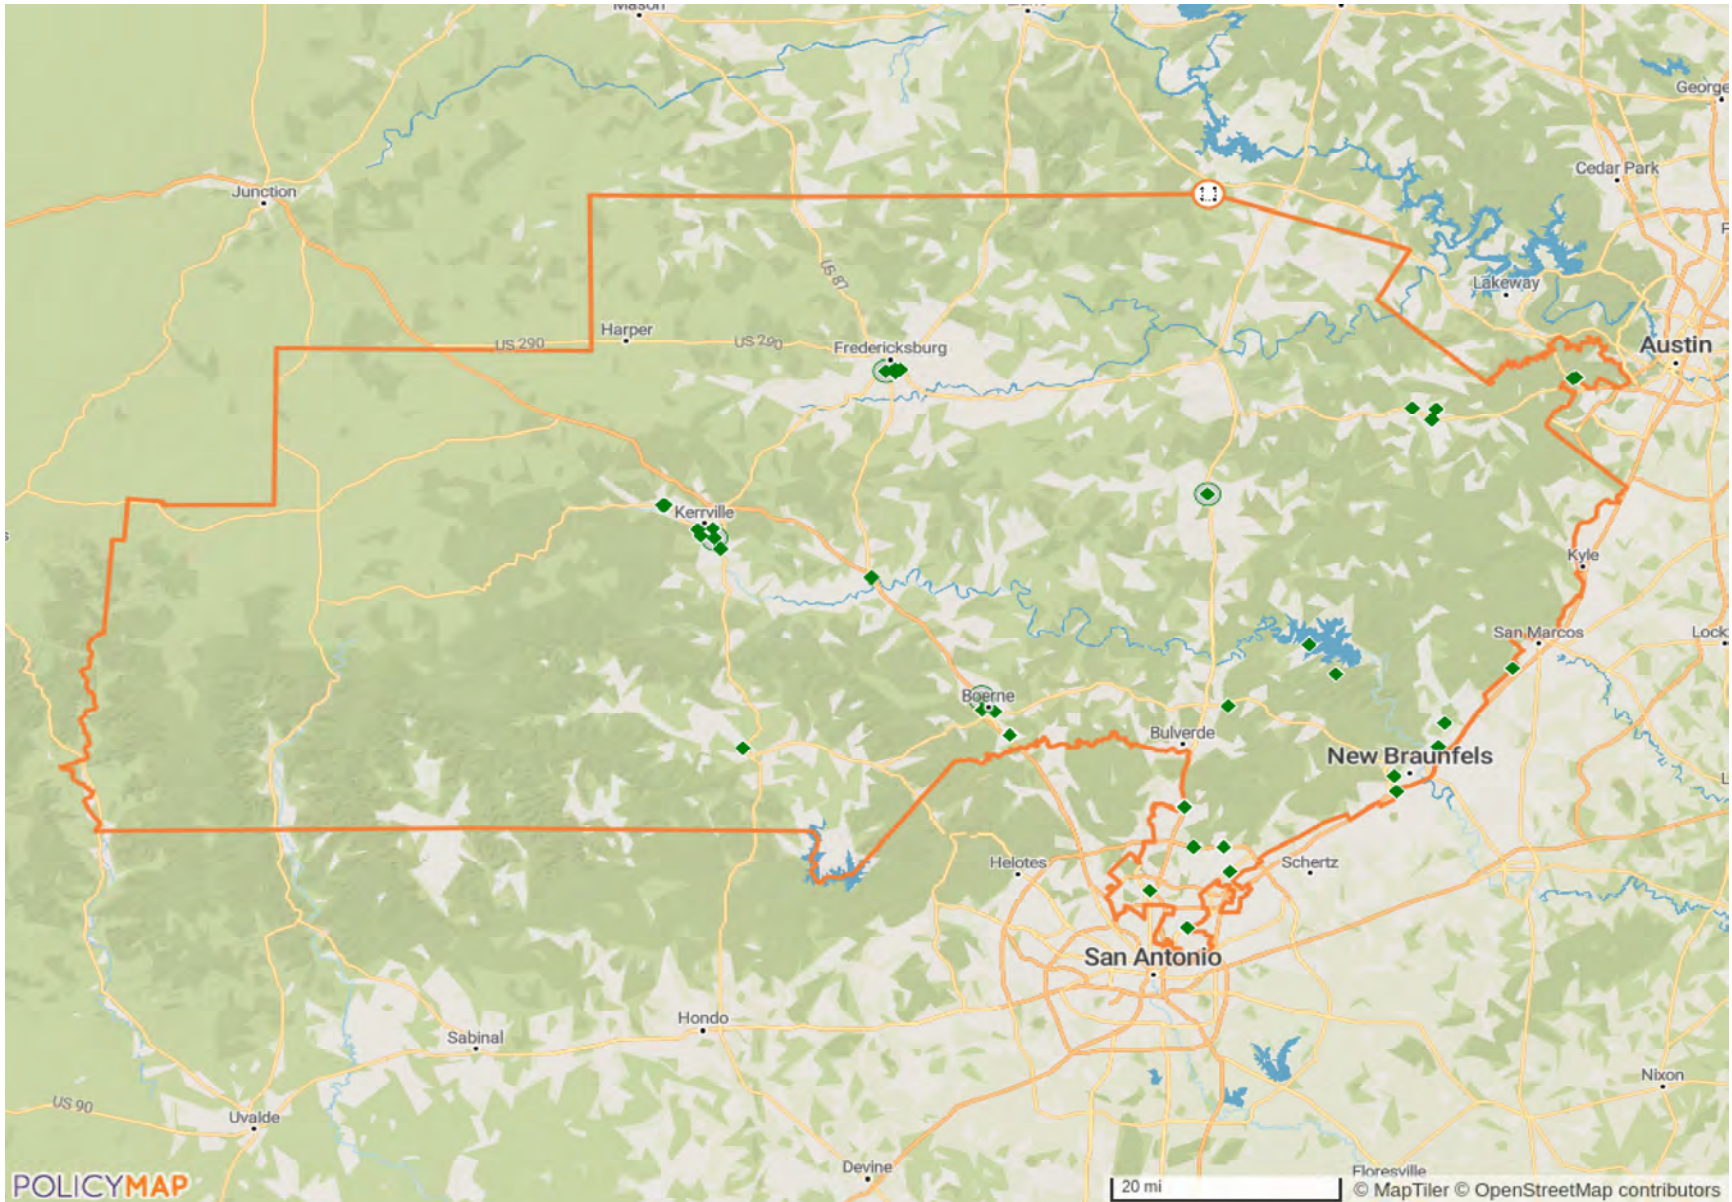 Mason
George
Cedar Park
Junction
US 87
Lakeway
Harper
US 290
US 290
Fredericksburg
Austin
Kerrville
Kyle
San Marcos
Lock
Boerne
Bulverde
New Braunfels
Helotes
Schertz
San Antonio
Hondo
Sabinal
Nixon
US 90
Uvalde
Devine
Floresville
POLICYMAP
20 mi
© MapTiler © OpenStreetMap contributors